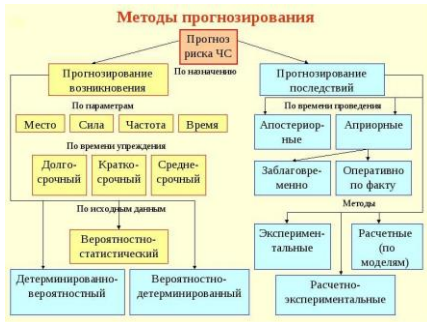 Методы прогнозирования
Прогноз
риска ЧС
По назначению
Прогнозирование
возникновения
Прогнозирование
последствий
По параметрам
Место
Сила
Частота
Время
По времени упреждения
Долго-
срочный
Кратко-
срочный
Средне-
срочный
По исходным данным
Вероятностно-
статистический
Детерминированно-
вероятностный
Вероятностно-
детерминированный
По времени проведения
Апостериор-
ные
Априорные
Заблаговре-
менно
Оперативно
по факту
Методы
Эксперимен-
тальные
Расчетные
(по
моделям)
Расчетно-
экспериментальные